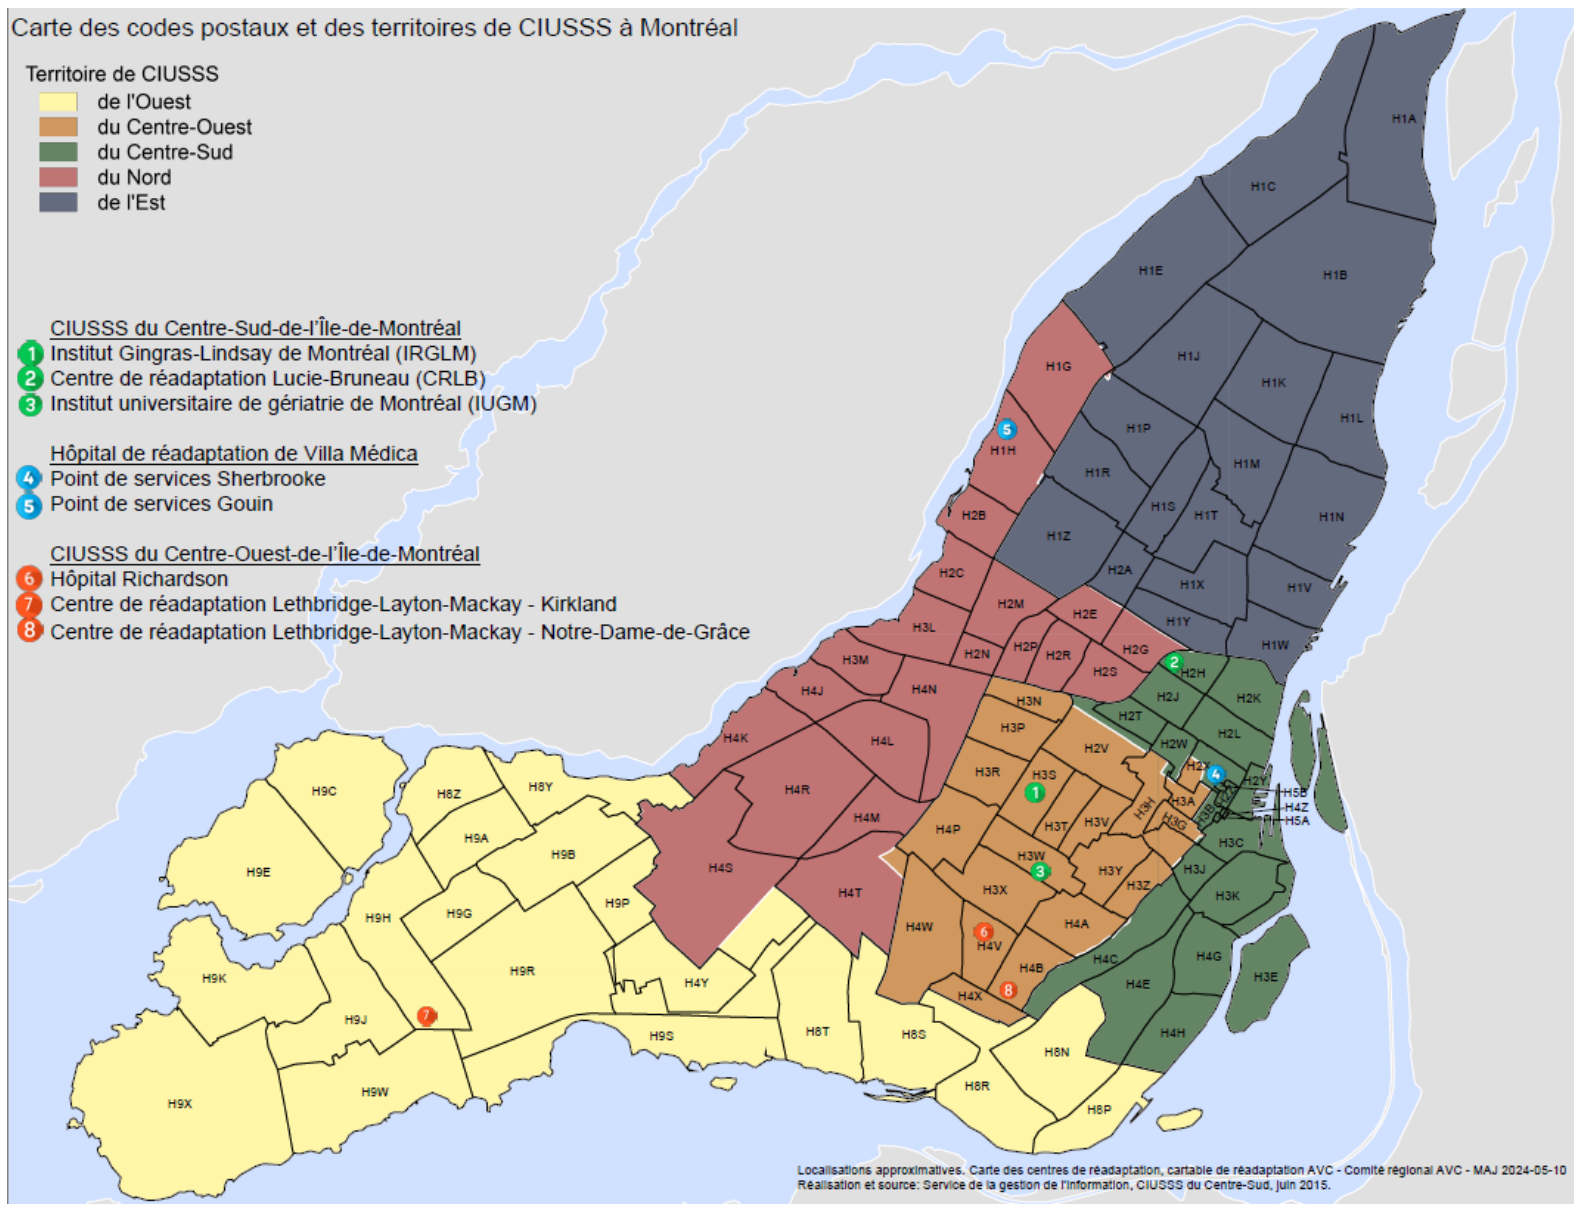 Carte des codes postaux et des territoires de CIUSSS à Montréal
Territoire de CIUSSS
de l'Ouest
du Centre-Ouest
du Centre-Sud
du Nord
de l'Est
CIUSSS du Centre-Sud-de-l'Île-de-Montréal
1 Institut Gingras-Lindsay de Montréal (IRGLM)
2 Centre de réadaptation Lucie-Bruneau (CRLB)
3 Institut universitaire de gériatrie de Montréal (IUGM)
Hôpital de réadaptation de Villa Médica
4 Point de services Sherbrooke
5 Point de services Gouin
CIUSSS du Centre-Ouest-de-l'Île-de-Montréal
6 Hôpital Richardson
7 Centre de réadaptation Lethbridge-Layton-Mackay - Kirkland
8 Centre de réadaptation Lethbridge-Layton-Mackay - Notre-Dame-de-Grâce
H1A
H1C
H1E
H1B
H1J
H1G
H1K
H1L
H1P
5
H1H
H1M
H1R
H1S
H1T
H1N
H2B
H1Z
H2A
H2C
H1X
H1V
H2M
H2E
H1Y
H3L
H1W
H2N
H2P
H2R
H2G
H3M
H2S
2
H2H
H4J
H4N
H3N
H2J
H2K
H2T
H3P
H4K
H4L
H2V
H2W
H2L
H2X
4
H3R
H3S
1
H2Y
H9C
H8Z
H8Y
H4R
H5B
H2Z
H3A
H4Z
H3H
H3B
H5A
H4M
H4P
H3T
H3V
H3G
H9A
H9B
H3W
3
H3C
H9E
H4S
H4T
H3Y
H3J
H3X
H3Z
H3K
H9P
H9H
H9G
H4W
6
H4V
H4A
H9K
H9R
H4Y
H4B
8
H4C
H4G
H4E
H3E
H4X
7
H9J
H9S
H8T
H8S
H4H
H8N
H9X
H9W
H8R
H8P
Localisations approximatives. Carte des centres de réadaptation, cartable de réadaptation AVC - Comité régional AVC - MAJ 2024-05-10
Réalisation et source: Service de la gestion de l'information, CIUSSS du Centre-Sud, juin 2015.